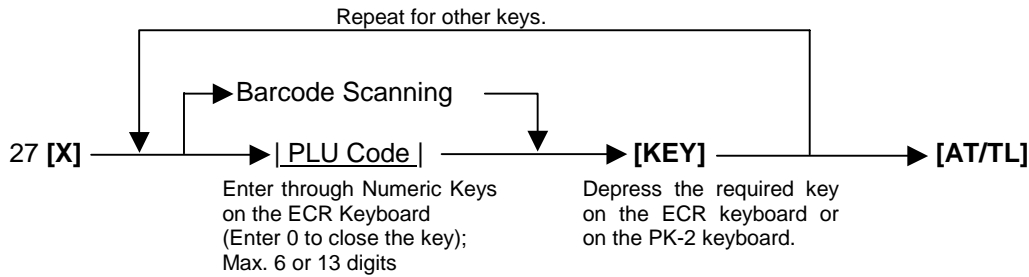 Repeat for other keys.
Barcode Scanning
27 [X] | PLU Code | [KEY] [AT/TL]
Enter through Numeric Keys
on the ECR Keyboard
(Enter 0 to close the key);
Max. 6 or 13 digits
Depress the required key
on the ECR keyboard or
on the PK-2 keyboard.